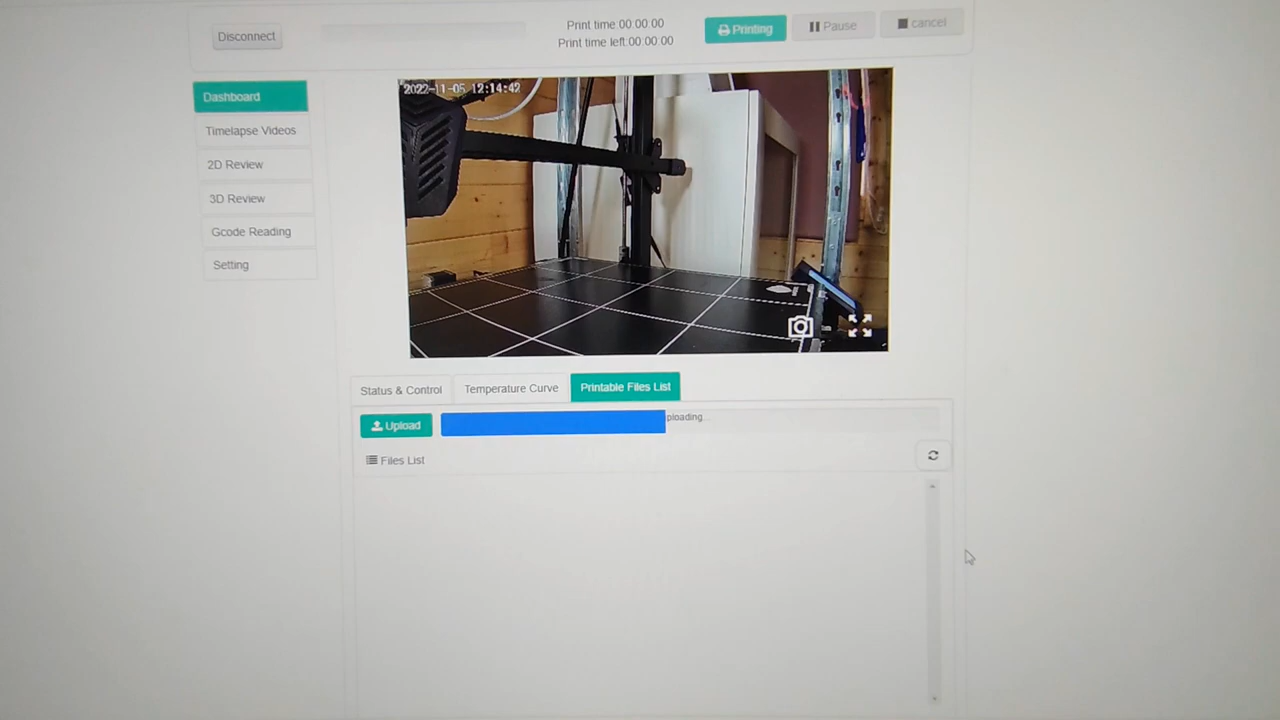 Disconnect
Print time:00:00:00
Print time left:00:00:00
Printing
Pause
cancel
Dashboard
Timelapse Videos
2D Review
3D Review
Gcode Reading
Setting
2022-11-05 12:14:42
Status & Control
Temperature Curve
Printable Files List
Upload
ploading...
Files List